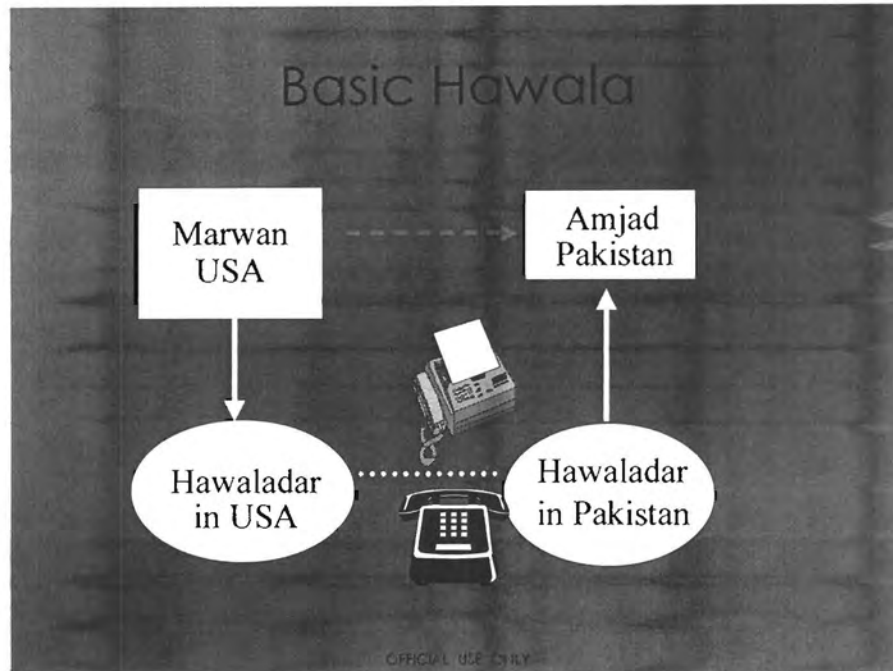 Basic Hawala
Marwan
USA
Amjad
Pakistan
Hawaladar
in USA
Hawaladar
in Pakistan
OFFICIAL USE ONLY